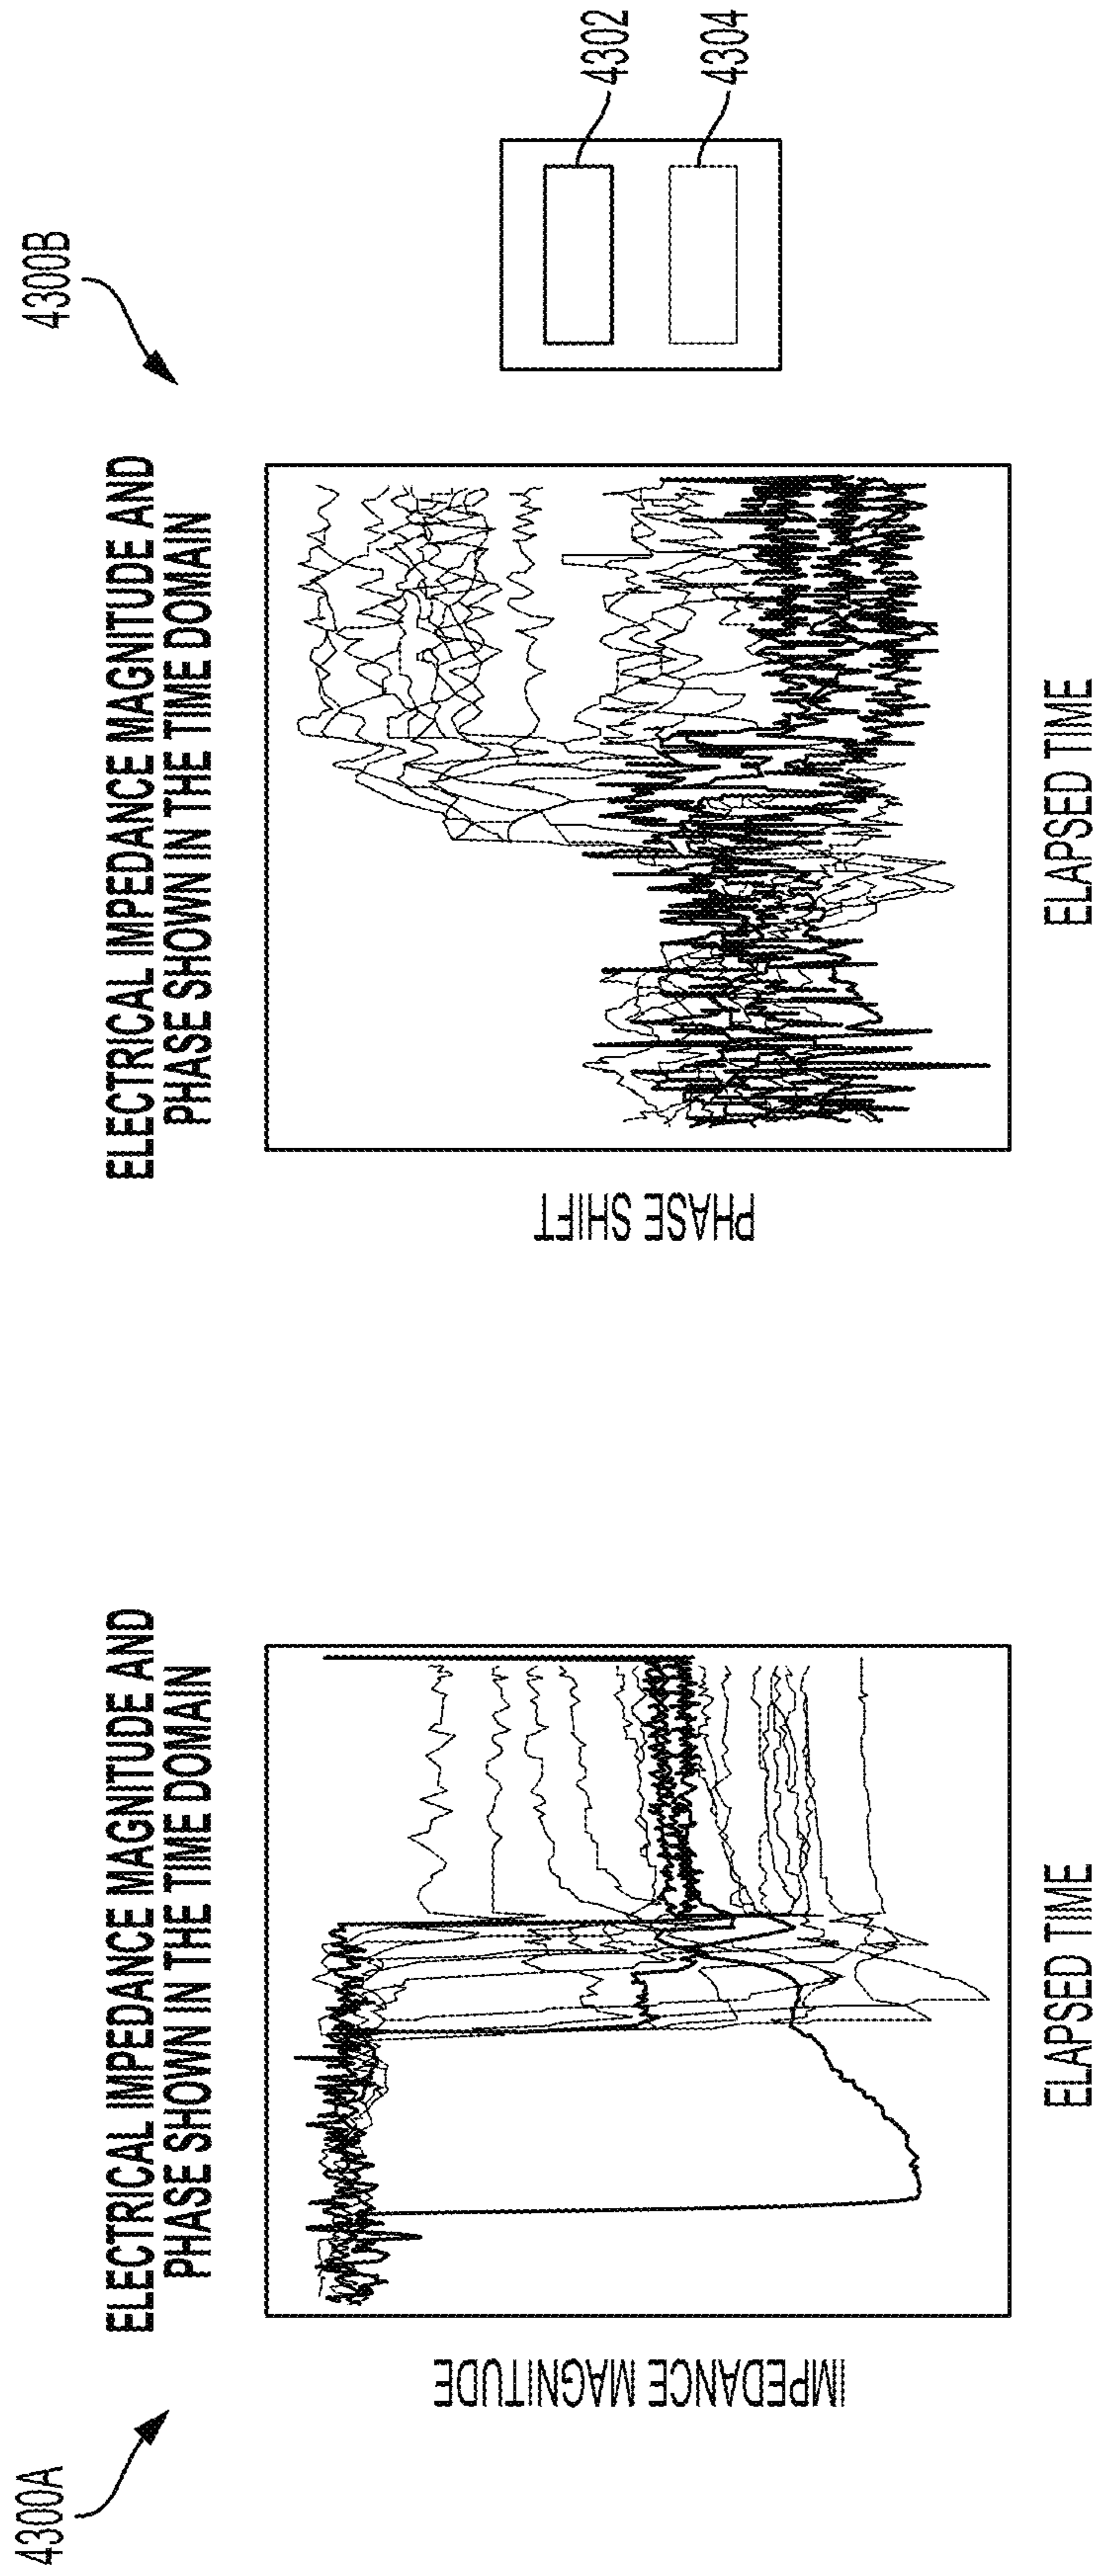 4300A
ELECTRICAL IMPEDANCE MAGNITUDE AND
PHASE SHOWN IN THE TIME DOMAIN
IMPEDANCE MAGNITUDE
ELAPSED TIME
4300B
ELECTRICAL IMPEDANCE MAGNITUDE AND
PHASE SHOWN IN THE TIME DOMAIN
PHASE SHIFT
ELAPSED TIME
4302
4304